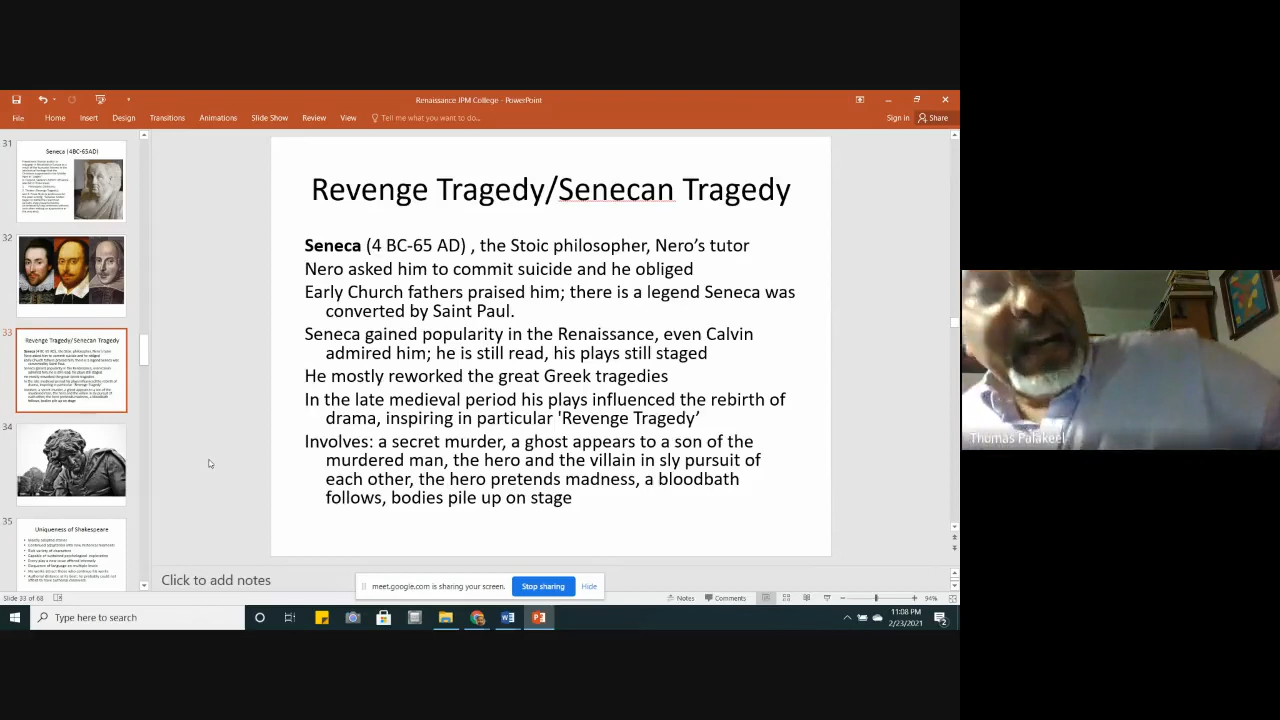 Renaissance JPM College - PowerPoint
File Home Insert Design Transitions Animations Slide Show Review View Tell me what you want to do... Sign in Share
31
Seneca (4BC-65AD)
32
33
Revenge Tragedy/ Senecan Tragedy
34
35
Uniqueness of Shakespeare
Revenge Tragedy/Senecan Tragedy
Seneca (4 BC-65 AD) , the Stoic philosopher, Nero's tutor
Nero asked him to commit suicide and he obliged
Early Church fathers praised him; there is a legend Seneca was
converted by Saint Paul.
Seneca gained popularity in the Renaissance, even Calvin
admired him; he is still read, his plays still staged
He mostly reworked the great Greek tragedies
In the late medieval period his plays influenced the rebirth of
drama, inspiring in particular 'Revenge Tragedy’
Involves: a secret murder, a ghost appears to a son of the
murdered man, the hero and the villain in sly pursuit of
each other, the hero pretends madness, a bloodbath
follows, bodies pile up on stage
Thomas Palakeel
Click to add notes
meet.google.com is sharing your screen. Stop sharing Hide
Slide 33 of 68
Notes Comments 94%
Type here to search
11:08 PM
2/23/2021
2